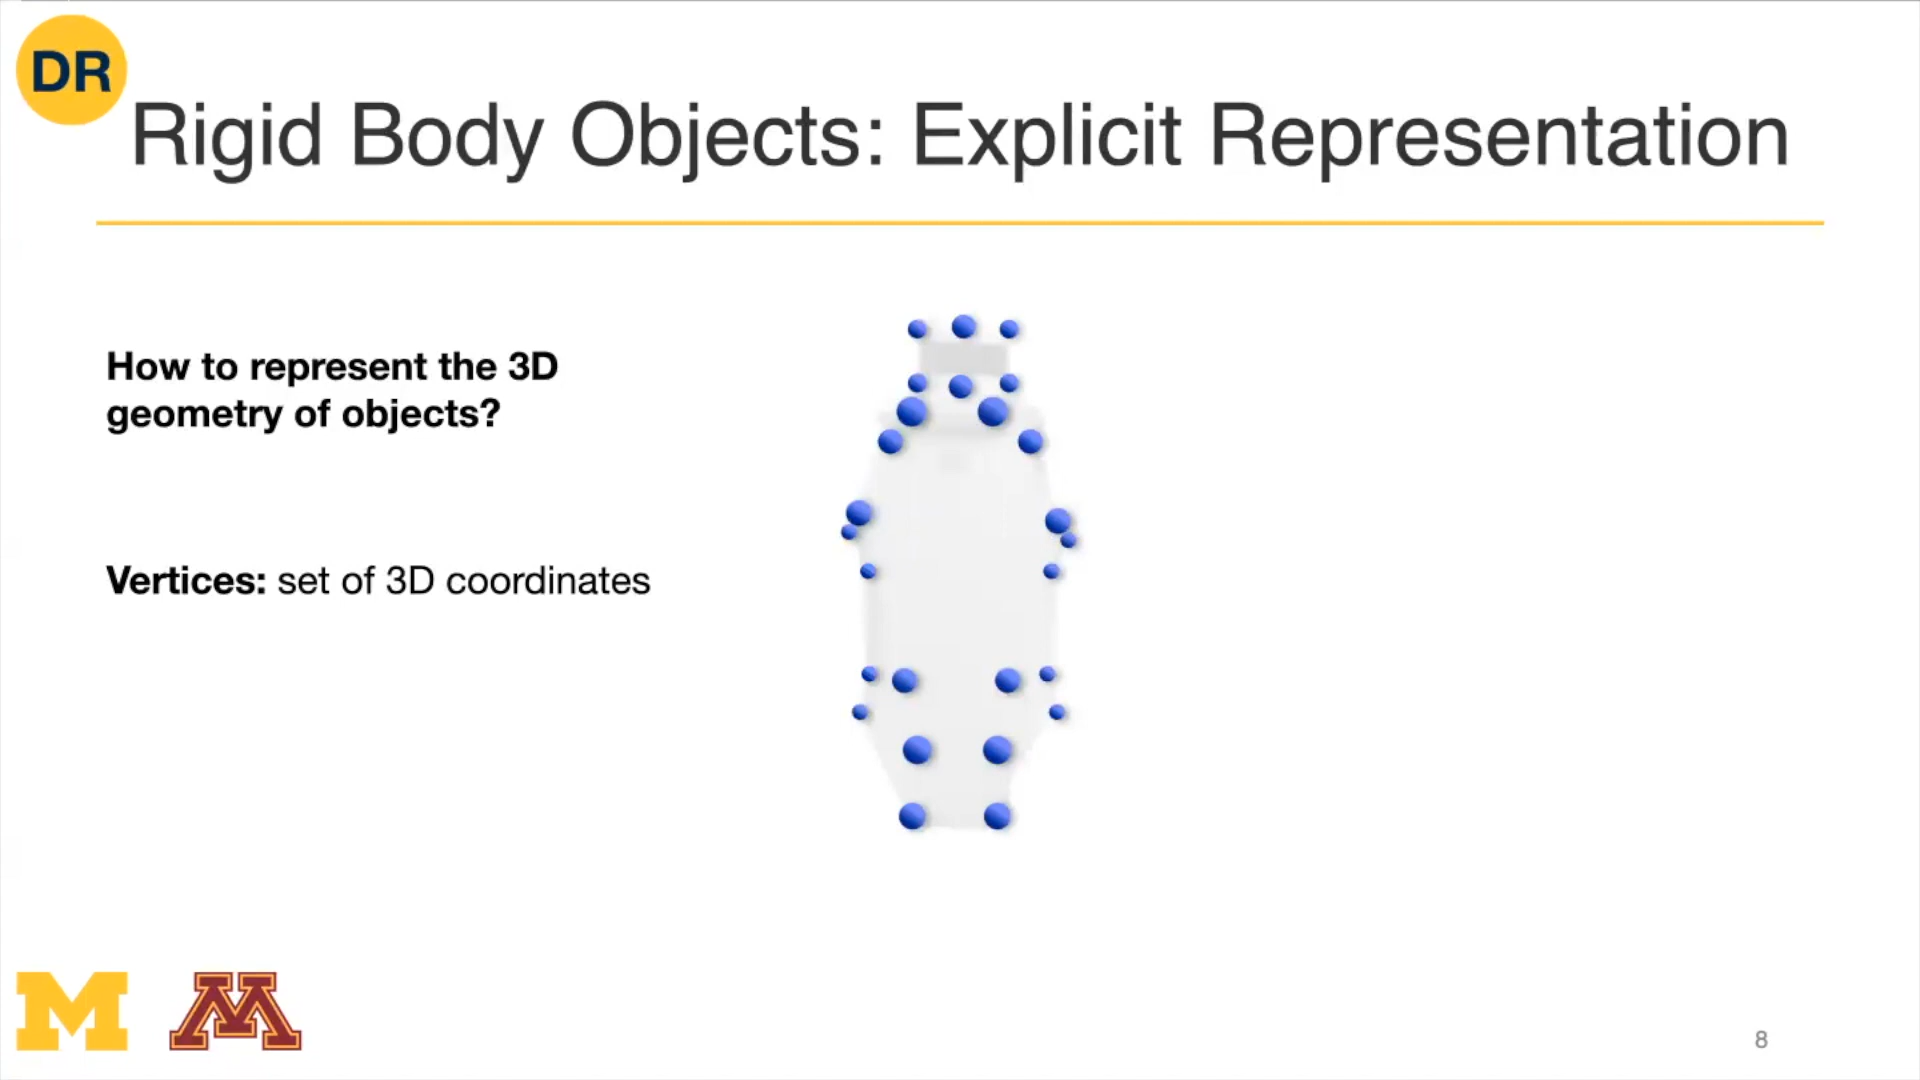 DR
Rigid Body Objects: Explicit Representation
How to represent the 3D
geometry of objects?
Vertices: set of 3D coordinates
M M
8